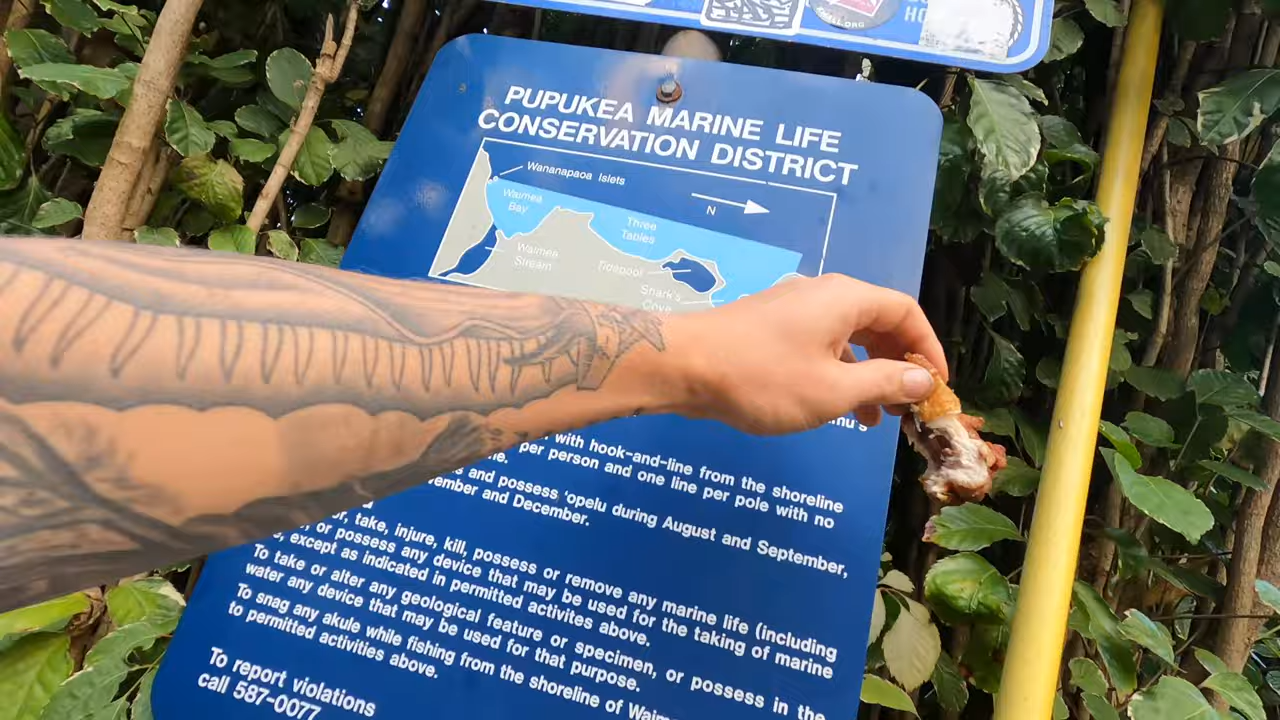 PUPUKEA MARINE LIFE
CONSERVATION DISTRICT
Wananapaoa Islets
N
Waimea
Bay
Three
Tables
Waimea
Stream
Tidepool
Shark's
Cove
with hook-and-line from the shoreline
per person and one line per pole with no
and possess 'opelu during August and September,
and December.
take, injure, kill, possess or remove any marine life (including
or possess any device that may be used for the taking of marine
except as indicated in permitted activites above.
To take or alter any geological feature or specimen, or possess in the
water any device that may be used for that purpose.
To snag any akule while fishing from the shoreline of
to permitted activities above.
To report violations
call 587-0077